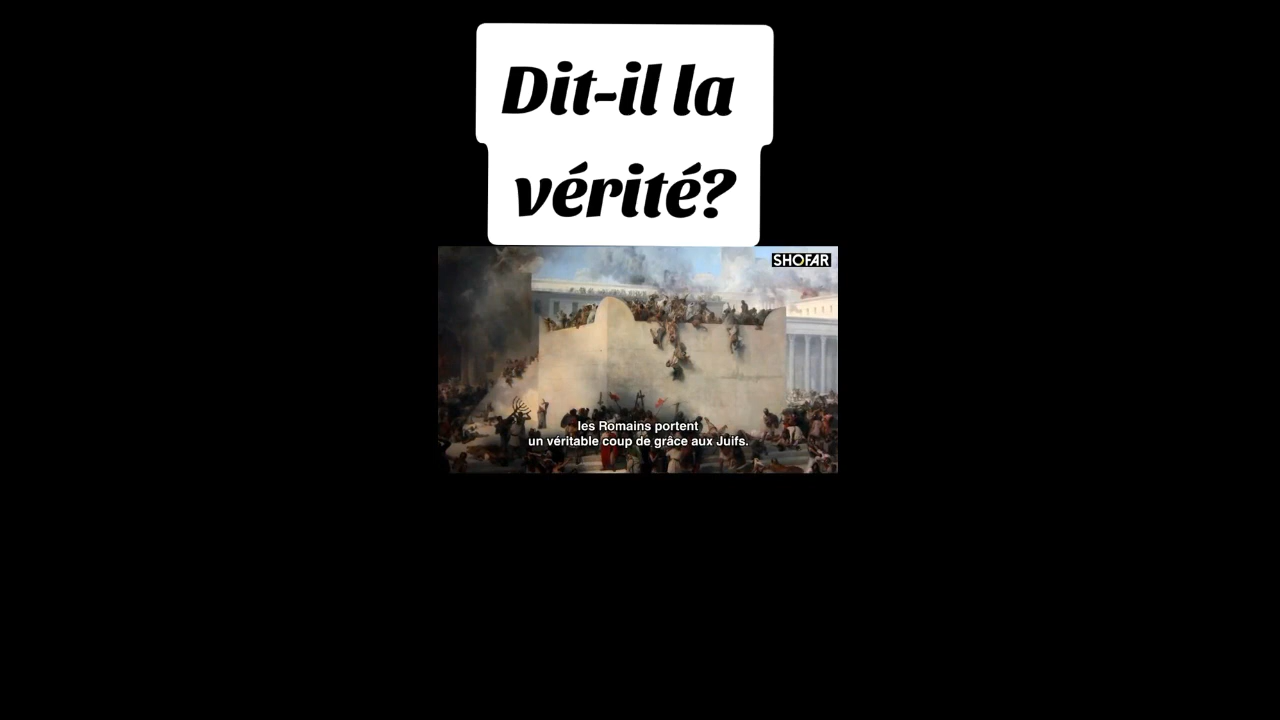 Dit-il la
vérité?
SHOFAR
les Romains portent
un véritable coup de grâce aux Juifs.